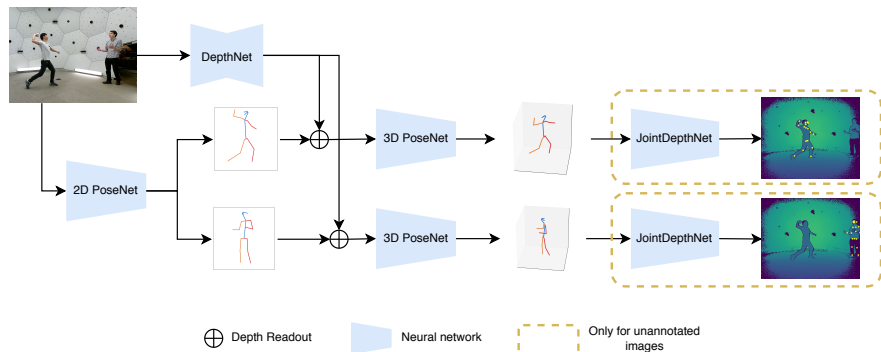 DepthNet
3D PoseNet
JointDepthNet
2D PoseNet
3D PoseNet
JointDepthNet
Depth Readout
Neural network
Only for unannotated
images